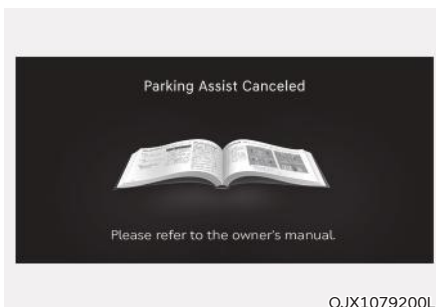 Parking Assist Canceled
Please refer to the owner's manual.
OJX1079200L